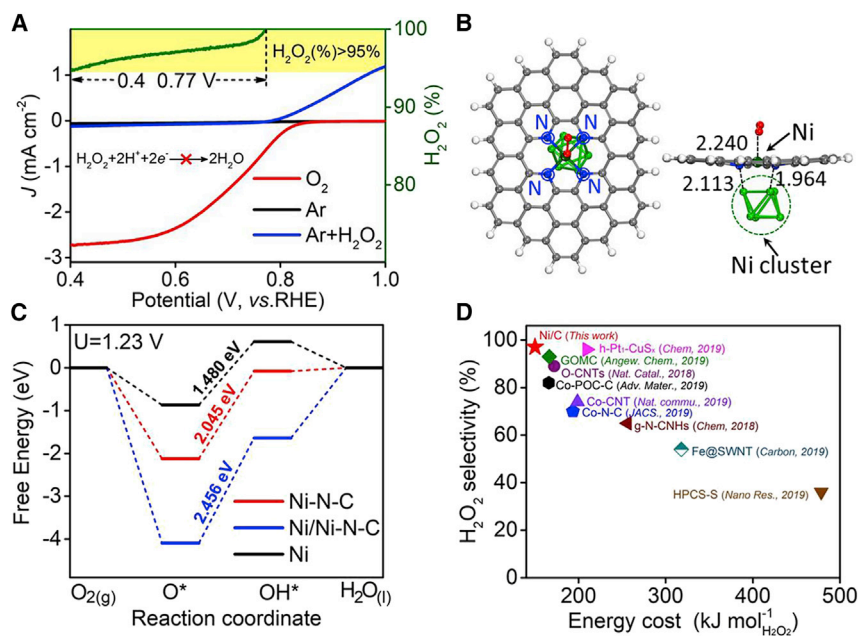 A
H₂O₂(%)>95%
0.4 0.77 V
H₂O₂+2H⁺+2e⁻→2H₂O
O₂
Ar
Ar+H₂O₂
1
0
-1
-2
-3
J (mA cm⁻²)
100
90
80
H₂O₂ (%)
0.4 0.6 0.8 1.0
Potential (V, vs.RHE)
B
N N
N N
2.240 Ni
2.113 1.964
Ni cluster
C
U=1.23 V
1.480 eV
2.045 eV
2.456 eV
Ni-N-C
Ni/Ni-N-C
Ni
1
0
-1
-2
-3
-4
Free Energy (eV)
O₂(g) O* OH* H₂O(l)
Reaction coordinate
D
Ni/C (This work)
h-Pt₁-CuSₓ (Chem, 2019)
GOMC (Angew. Chem., 2019)
O-CNTs (Nat. Catal., 2018)
Co-POC-C (Adv. Mater., 2019)
Co-CNT (Nat. commu., 2019)
Co-N-C (JACS., 2019)
g-N-CNHs (Chem, 2018)
Fe@SWNT (Carbon, 2019)
HPCS-S (Nano Res., 2019)
100
80
60
40
20
0
H₂O₂ selectivity (%)
200 300 400 500
Energy cost (kJ mol⁻¹H₂O₂)